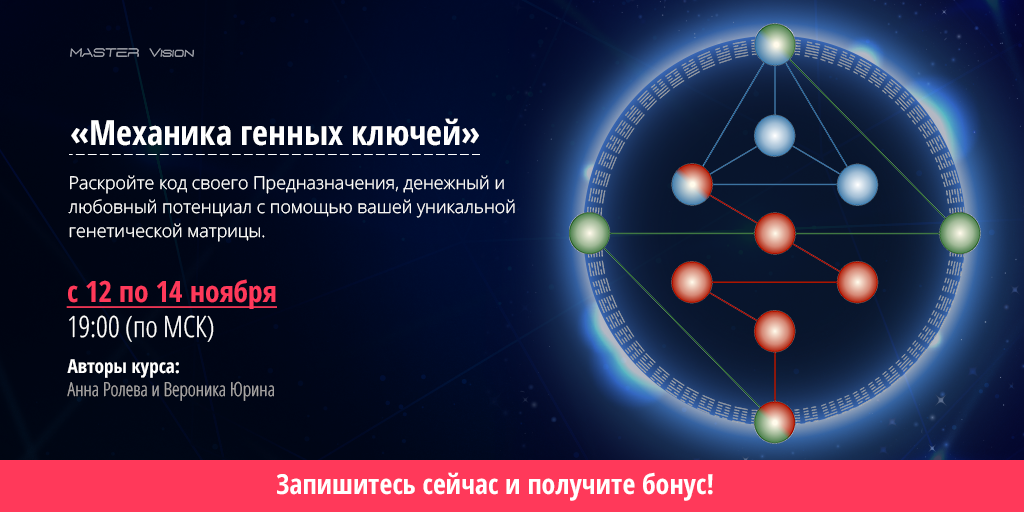 MASTER VISION
«Механика генных ключей»
Раскройте код своего Предназначения, денежный и
любовный потенциал с помощью вашей уникальной
генетической матрицы.
с 12 по 14 ноября
19:00 (по МСК)
Авторы курса:
Анна Ролева и Вероника Юрина
Запишитесь сейчас и получите бонус!